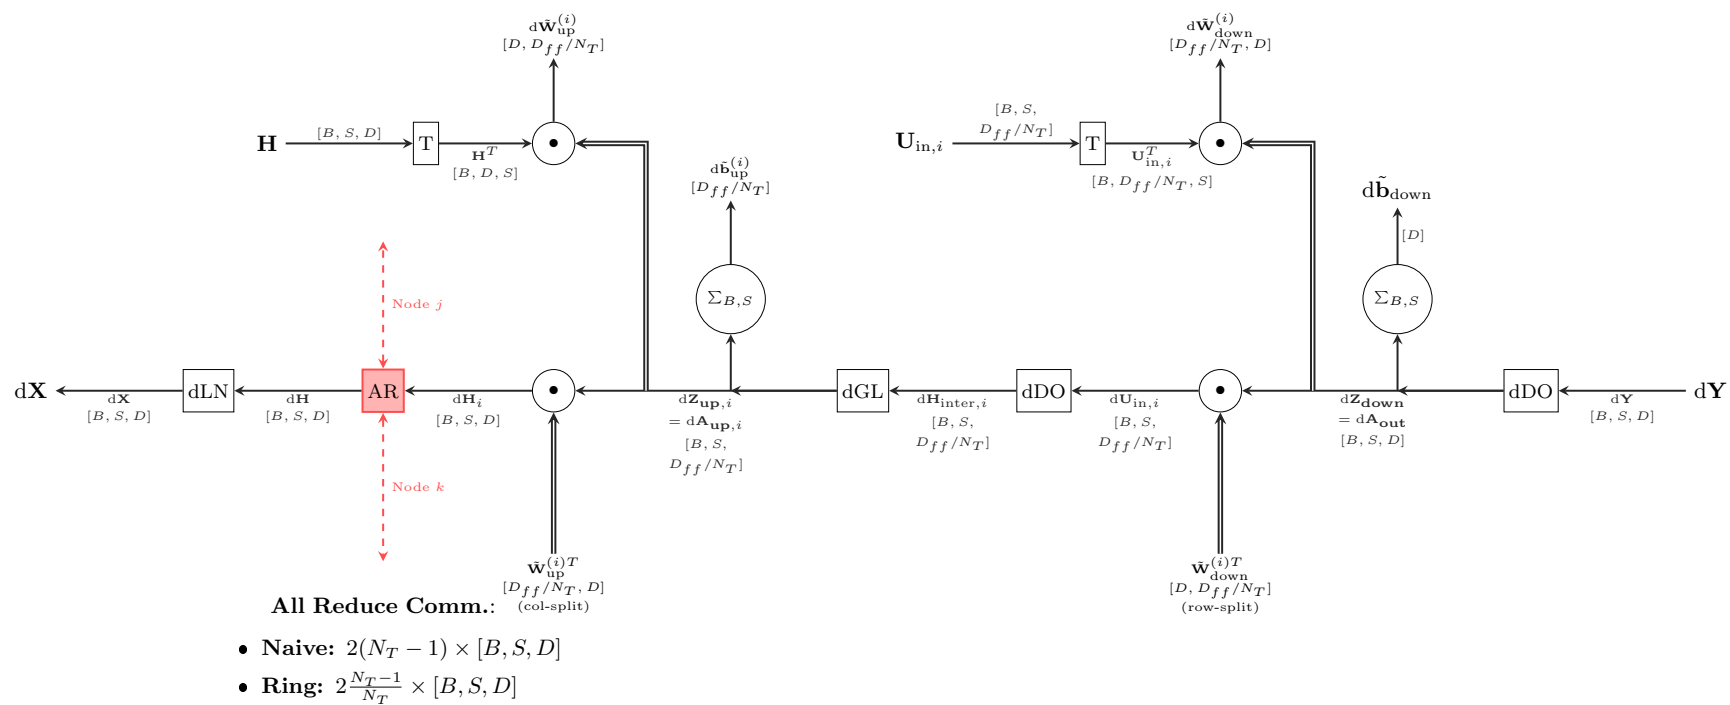 d𝐖̃_up^(i)
[D, D_ff/N_T]
d𝐖̃_down^(i)
[D_ff/N_T, D]
𝐇
[B, S, D]
T
𝐇^T
[B, D, S]
•
𝐔_in,i
[B, S,
D_ff/N_T]
T
𝐔_in,i^T
[B, D_ff/N_T, S]
•
d𝐛̃_up^(i)
[D_ff/N_T]
d𝐛̃_down
[D]
Σ_B,S
Σ_B,S
Node j
d𝐗
d𝐗
[B, S, D]
dLN
d𝐇
[B, S, D]
AR
d𝐇_i
[B, S, D]
•
d𝐙_up,i
= d𝐀_up,i
[B, S,
D_ff/N_T]
dGL
d𝐇_inter,i
[B, S,
D_ff/N_T]
dDO
d𝐔_in,i
[B, S,
D_ff/N_T]
•
d𝐙_down
= d𝐀_out
[B, S, D]
dDO
d𝐘
[B, S, D]
d𝐘
Node k
𝐖̃_up^(i)T
[D_ff/N_T, D]
(col-split)
𝐖̃_down^(i)T
[D, D_ff/N_T]
(row-split)
All Reduce Comm.:
• Naive: 2(N_T − 1) × [B, S, D]
• Ring: 2 (N_T−1)/N_T × [B, S, D]